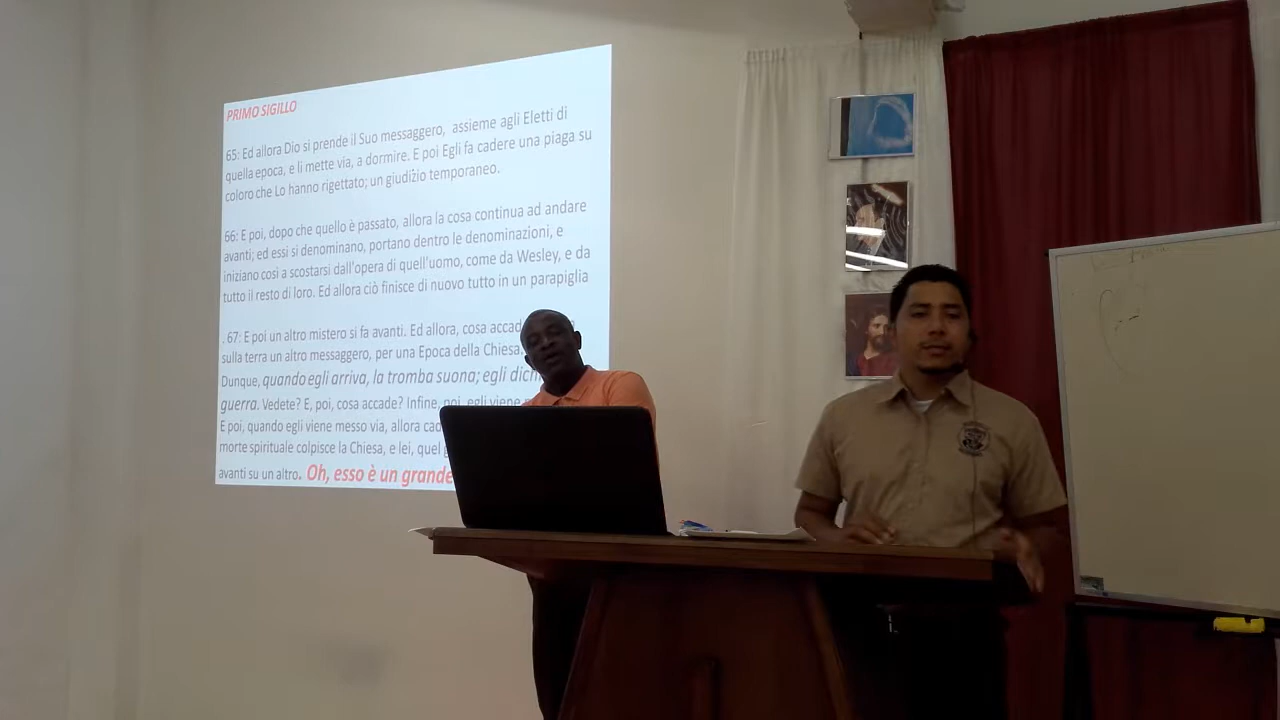 PRIMO SIGILLO
65: Ed allora Dio si prende il Suo messaggero, assieme agli Eletti di
quella epoca, e li mette via, a dormire. E poi Egli fa cadere una piaga su
coloro che Lo hanno rigettato; un giudizio temporaneo.
66: E poi, dopo che quello è passato, allora la cosa continua ad andare
avanti; ed essi si denominano, portano dentro le denominazioni, e
iniziano così a scostarsi dall'opera di quell'uomo, come da Wesley, e da
tutto il resto di loro. Ed allora ciò finisce di nuovo tutto in un parapiglia
. 67: E poi un altro mistero si fa avanti. Ed allora, cosa accad
sulla terra un altro messaggero, per una Epoca della Chiesa.
Dunque, quando egli arriva, la tromba suona; egli dich
guerra. Vedete? E, poi, cosa accade? Infine, poi, egli viene
E poi, quando egli viene messo via, allora cad
morte spirituale colpisce la Chiesa, e lei, quel
avanti su un altro. Oh, esso è un grande